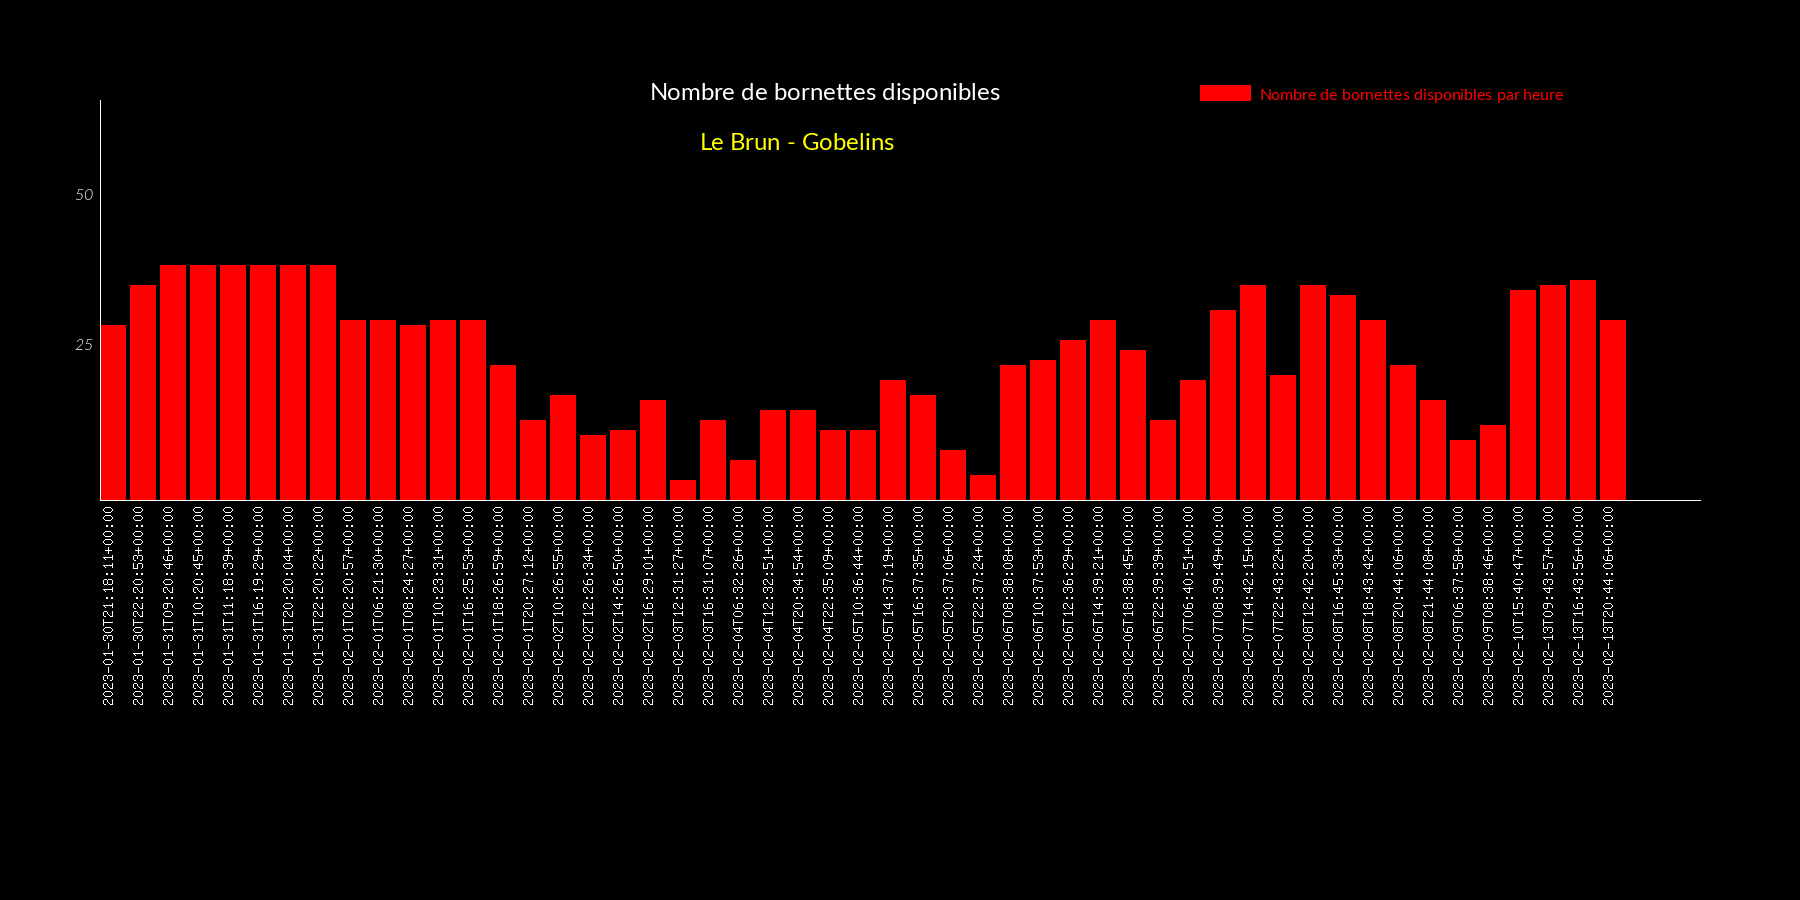 Nombre de bornettes disponibles
Nombre de bornettes disponibles par heure
Le Brun - Gobelins
50
25
2023-01-30T21:18:11+00:00
2023-01-30T22:20:53+00:00
2023-01-31T09:20:46+00:00
2023-01-31T10:20:45+00:00
2023-01-31T11:18:39+00:00
2023-01-31T16:19:29+00:00
2023-01-31T20:20:04+00:00
2023-01-31T22:20:22+00:00
2023-02-01T02:20:57+00:00
2023-02-01T06:21:30+00:00
2023-02-01T08:24:27+00:00
2023-02-01T10:23:31+00:00
2023-02-01T16:25:53+00:00
2023-02-01T18:26:59+00:00
2023-02-01T20:27:12+00:00
2023-02-02T10:26:55+00:00
2023-02-02T12:26:34+00:00
2023-02-02T14:26:50+00:00
2023-02-02T16:29:01+00:00
2023-02-03T12:31:27+00:00
2023-02-03T16:31:07+00:00
2023-02-04T06:32:26+00:00
2023-02-04T12:32:51+00:00
2023-02-04T20:34:54+00:00
2023-02-04T22:35:09+00:00
2023-02-05T10:36:44+00:00
2023-02-05T14:37:19+00:00
2023-02-05T16:37:35+00:00
2023-02-05T20:37:06+00:00
2023-02-05T22:37:24+00:00
2023-02-06T08:38:08+00:00
2023-02-06T10:37:53+00:00
2023-02-06T12:36:29+00:00
2023-02-06T14:39:21+00:00
2023-02-06T18:38:45+00:00
2023-02-06T22:39:39+00:00
2023-02-07T06:40:51+00:00
2023-02-07T08:39:49+00:00
2023-02-07T14:42:15+00:00
2023-02-07T22:43:22+00:00
2023-02-08T12:42:20+00:00
2023-02-08T16:45:33+00:00
2023-02-08T18:43:42+00:00
2023-02-08T20:44:06+00:00
2023-02-08T21:44:08+00:00
2023-02-09T06:37:58+00:00
2023-02-09T08:38:46+00:00
2023-02-10T15:40:47+00:00
2023-02-13T09:43:57+00:00
2023-02-13T16:43:56+00:00
2023-02-13T20:44:06+00:00